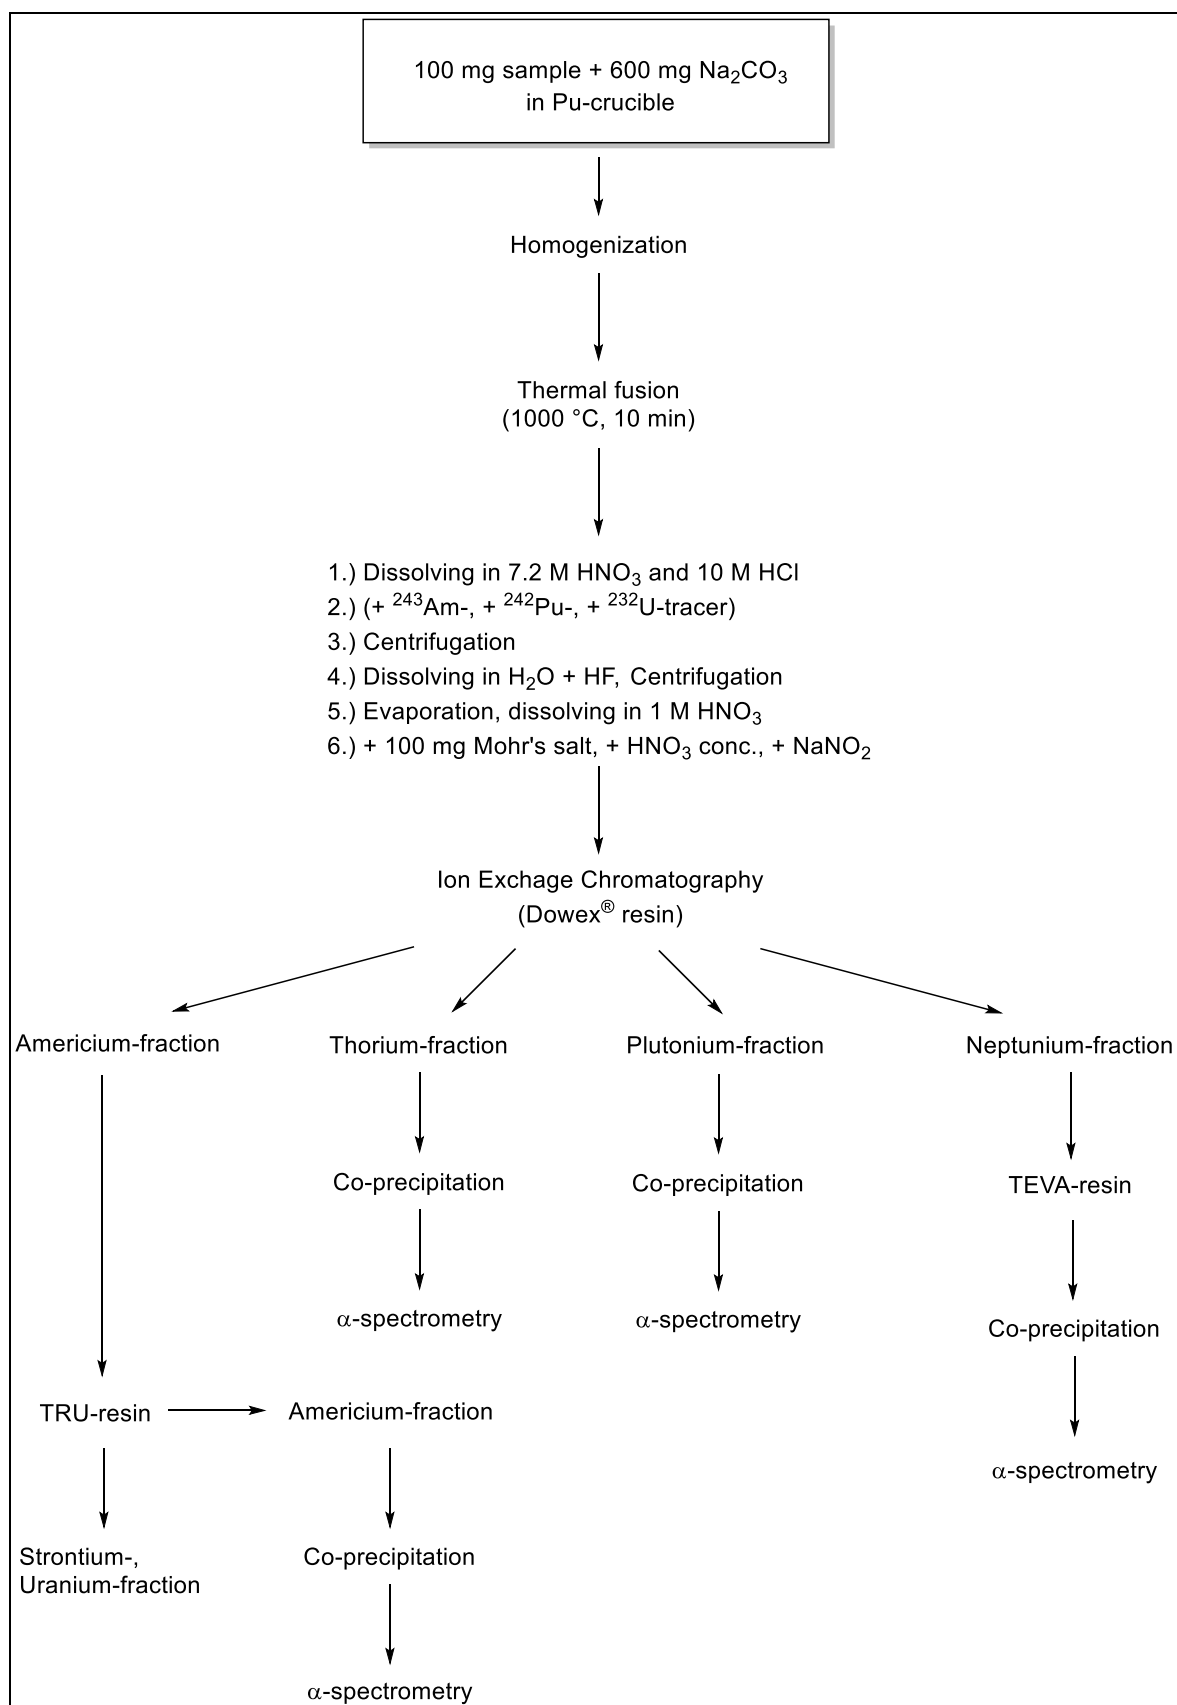 100 mg sample + 600 mg Na₂CO₃
in Pu-crucible
Homogenization
Thermal fusion
(1000 °C, 10 min)
1.) Dissolving in 7.2 M HNO₃ and 10 M HCl
2.) (+ ²⁴³Am-, + ²⁴²Pu-, + ²³²U-tracer)
3.) Centrifugation
4.) Dissolving in H₂O + HF, Centrifugation
5.) Evaporation, dissolving in 1 M HNO₃
6.) + 100 mg Mohr's salt, + HNO₃ conc., + NaNO₂
Ion Exchage Chromatography
(Dowex® resin)
Americium-fraction
Thorium-fraction
Plutonium-fraction
Neptunium-fraction
Co-precipitation
Co-precipitation
TEVA-resin
α-spectrometry
α-spectrometry
Co-precipitation
TRU-resin
Americium-fraction
α-spectrometry
Strontium-,
Uranium-fraction
Co-precipitation
α-spectrometry